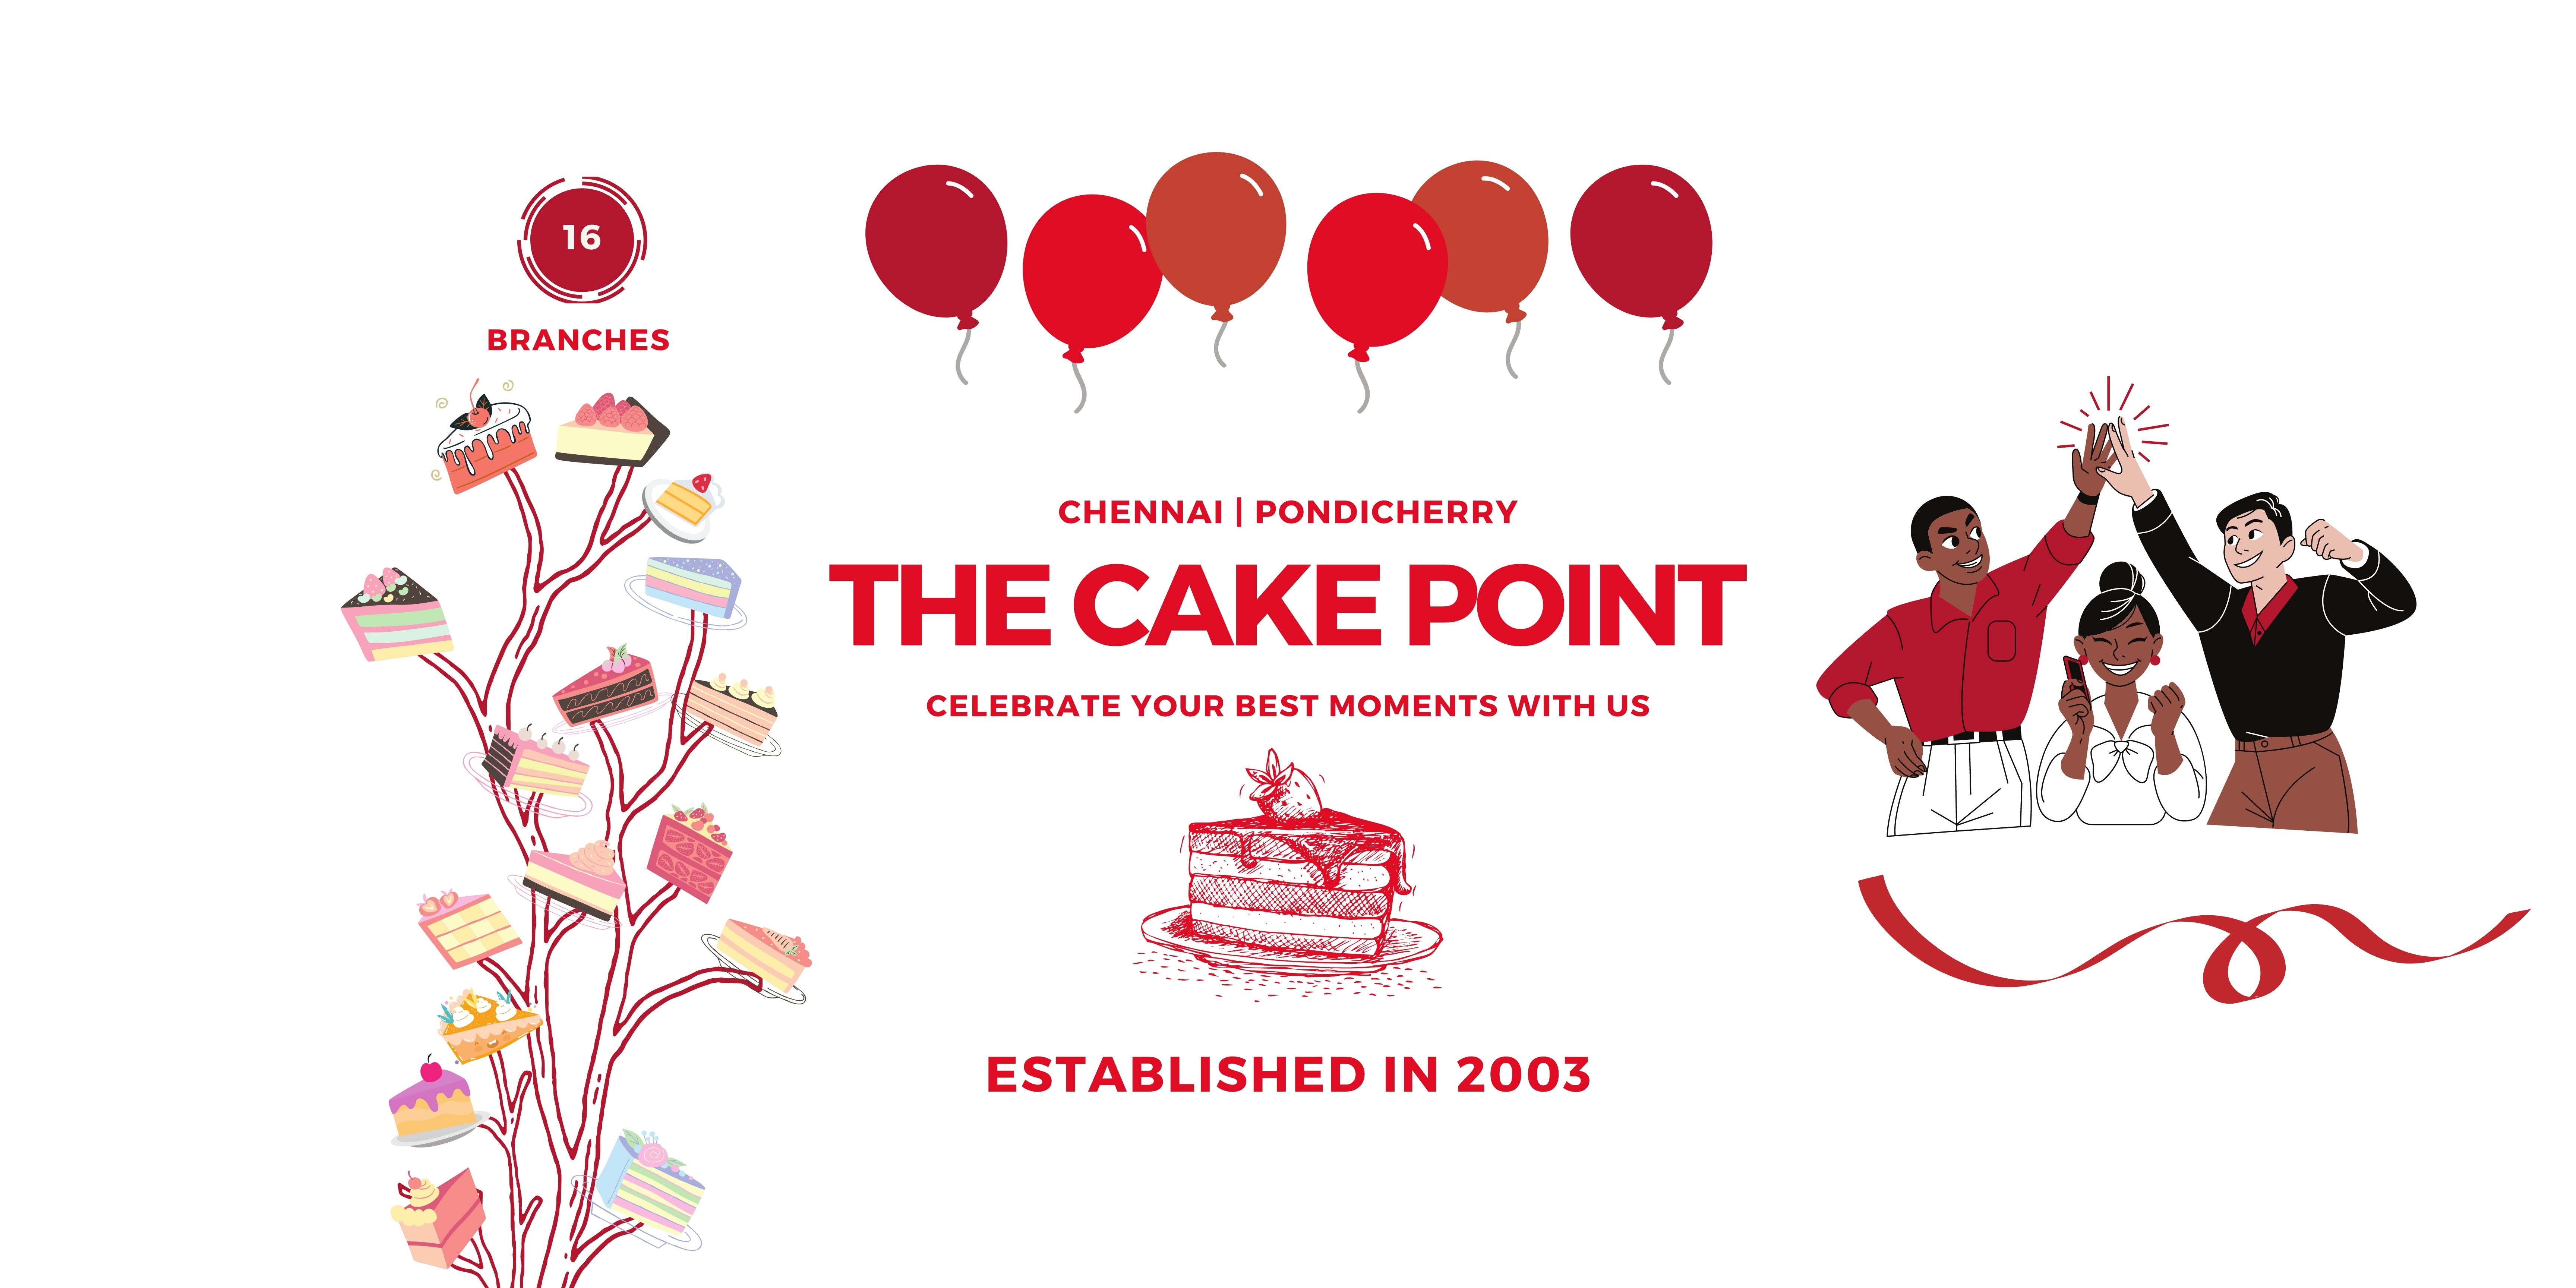 16
BRANCHES
CHENNAI | PONDICHERRY
THE CAKE POINT
CELEBRATE YOUR BEST MOMENTS WITH US
ESTABLISHED IN 2003